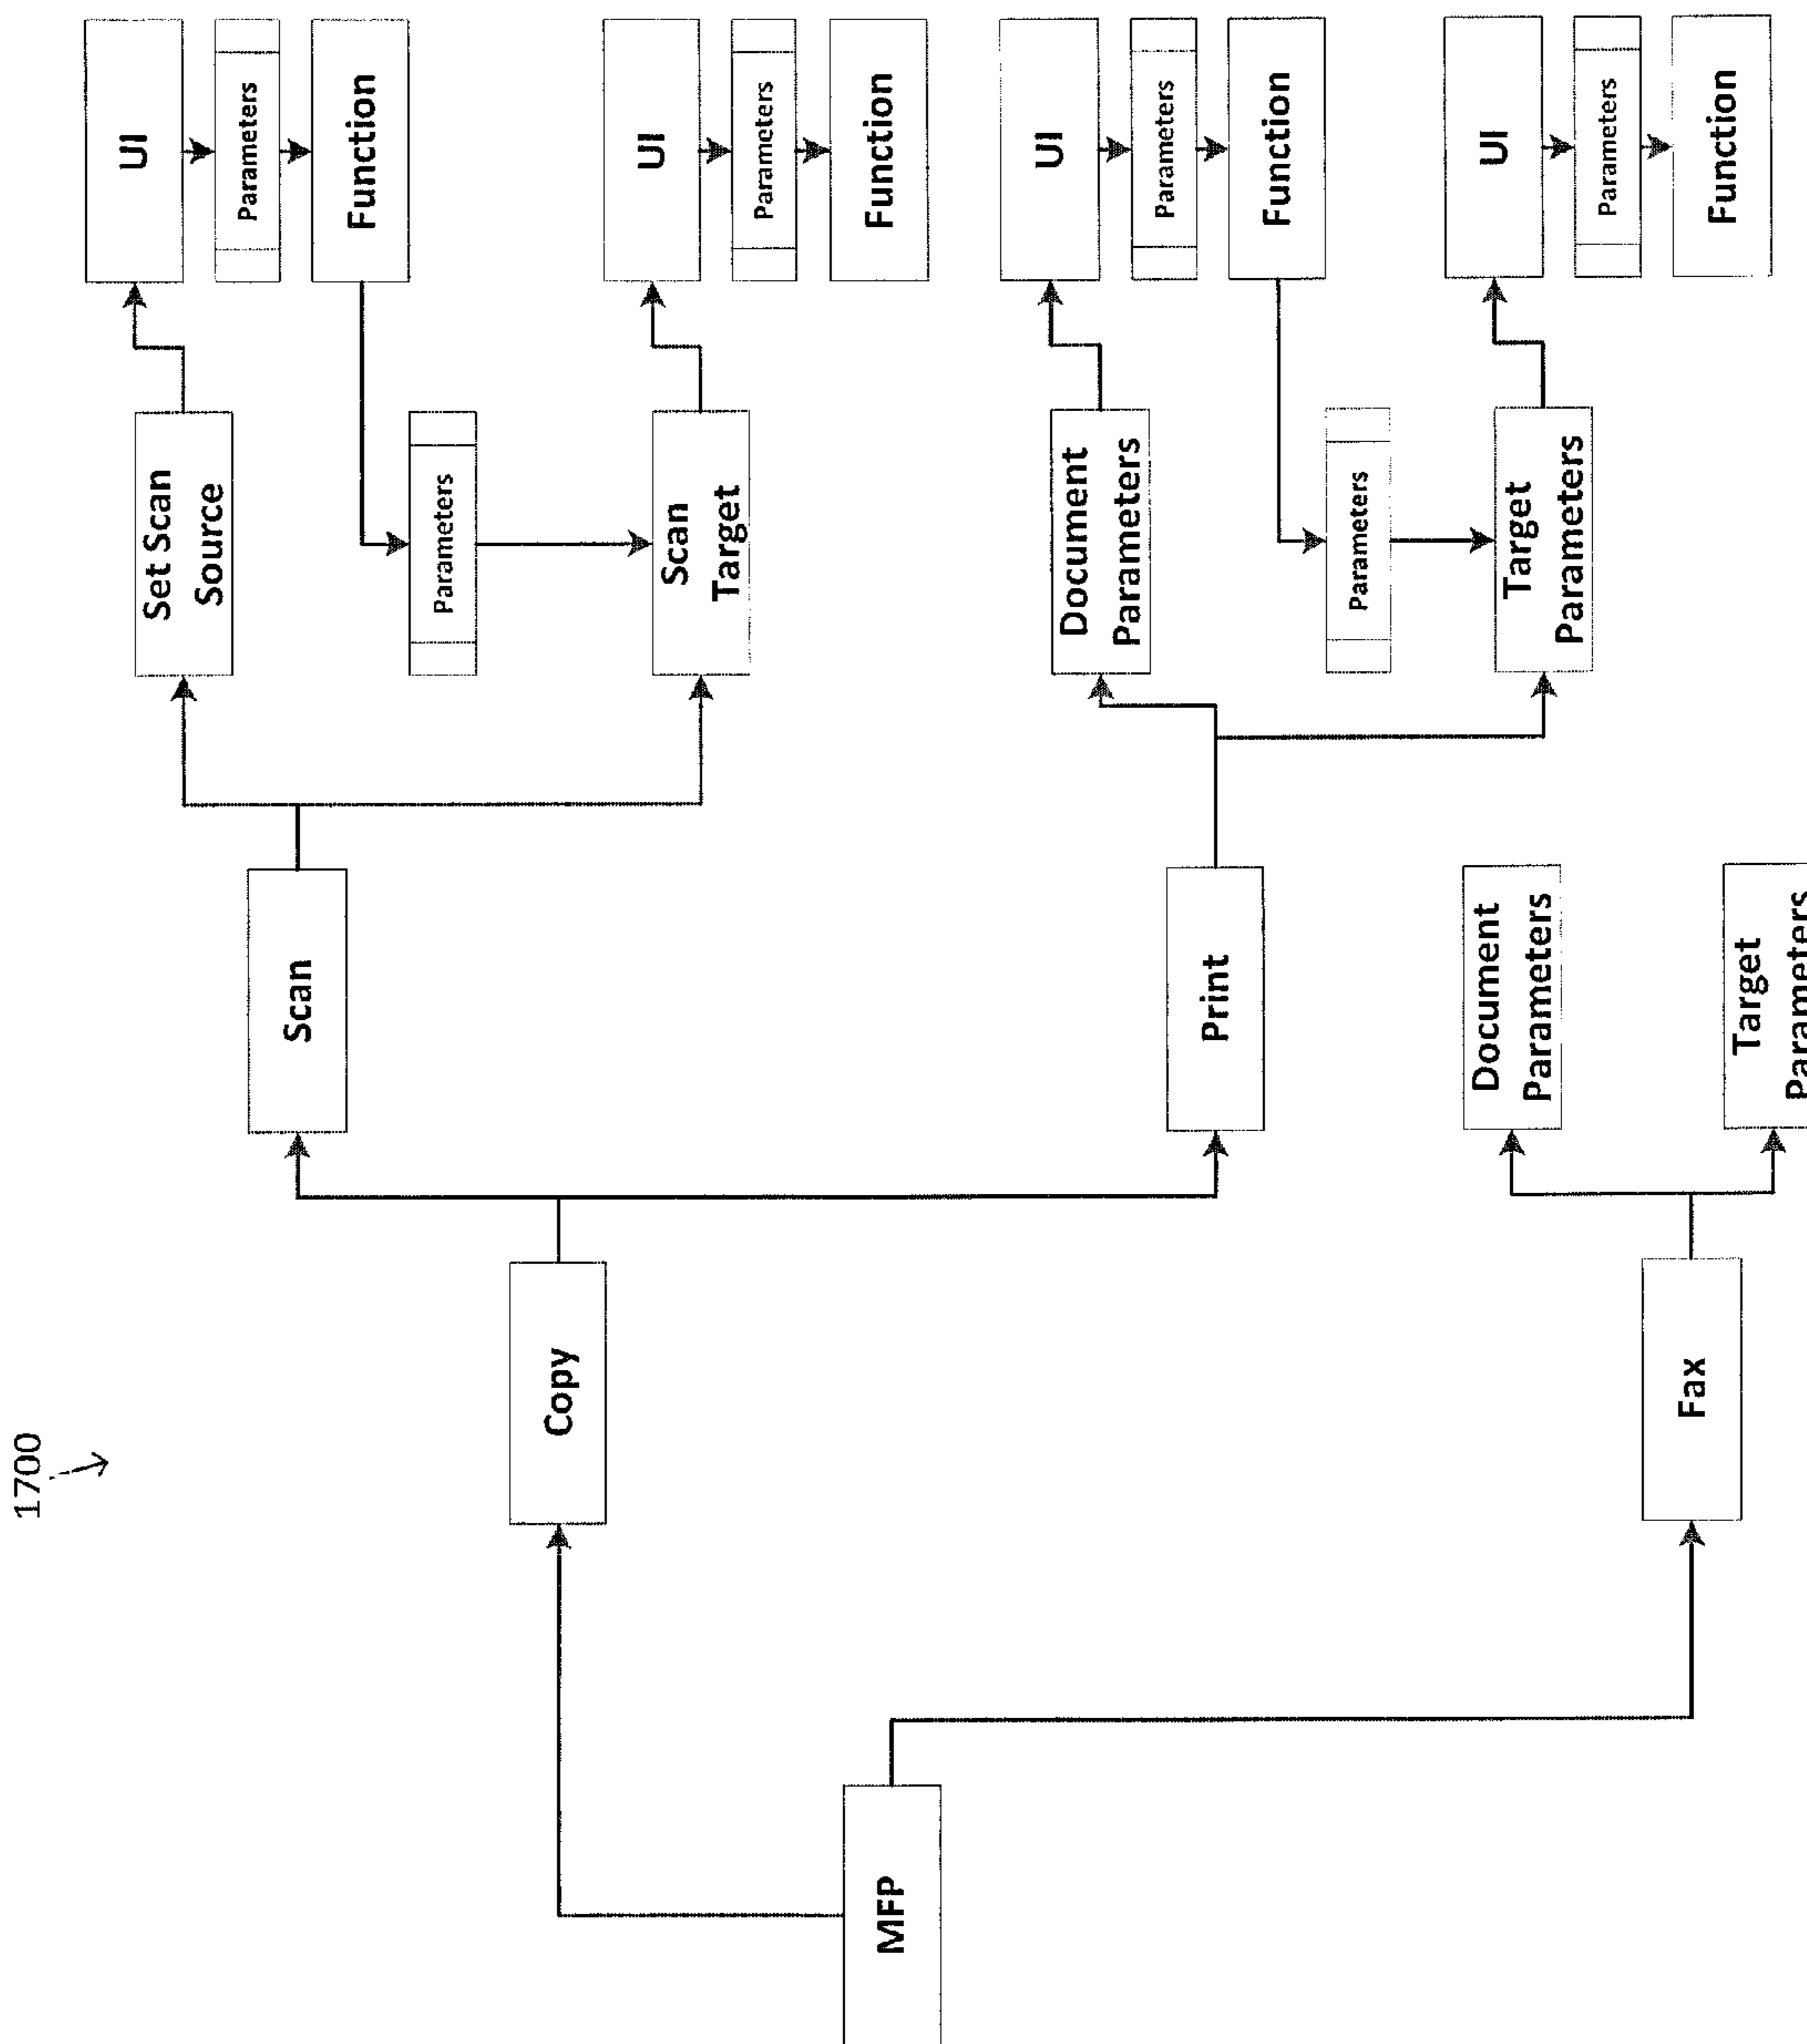 1700
Set Scan
Source
UI
Parameters
Scan
Function
Parameters
Copy
Scan
Target
UI
Parameters
MFP
Function
Document
Parameters
UI
Parameters
Print
Function
Parameters
Document
Parameters
Target
Parameters
UI
Parameters
Fax
Function
Target
Parameters